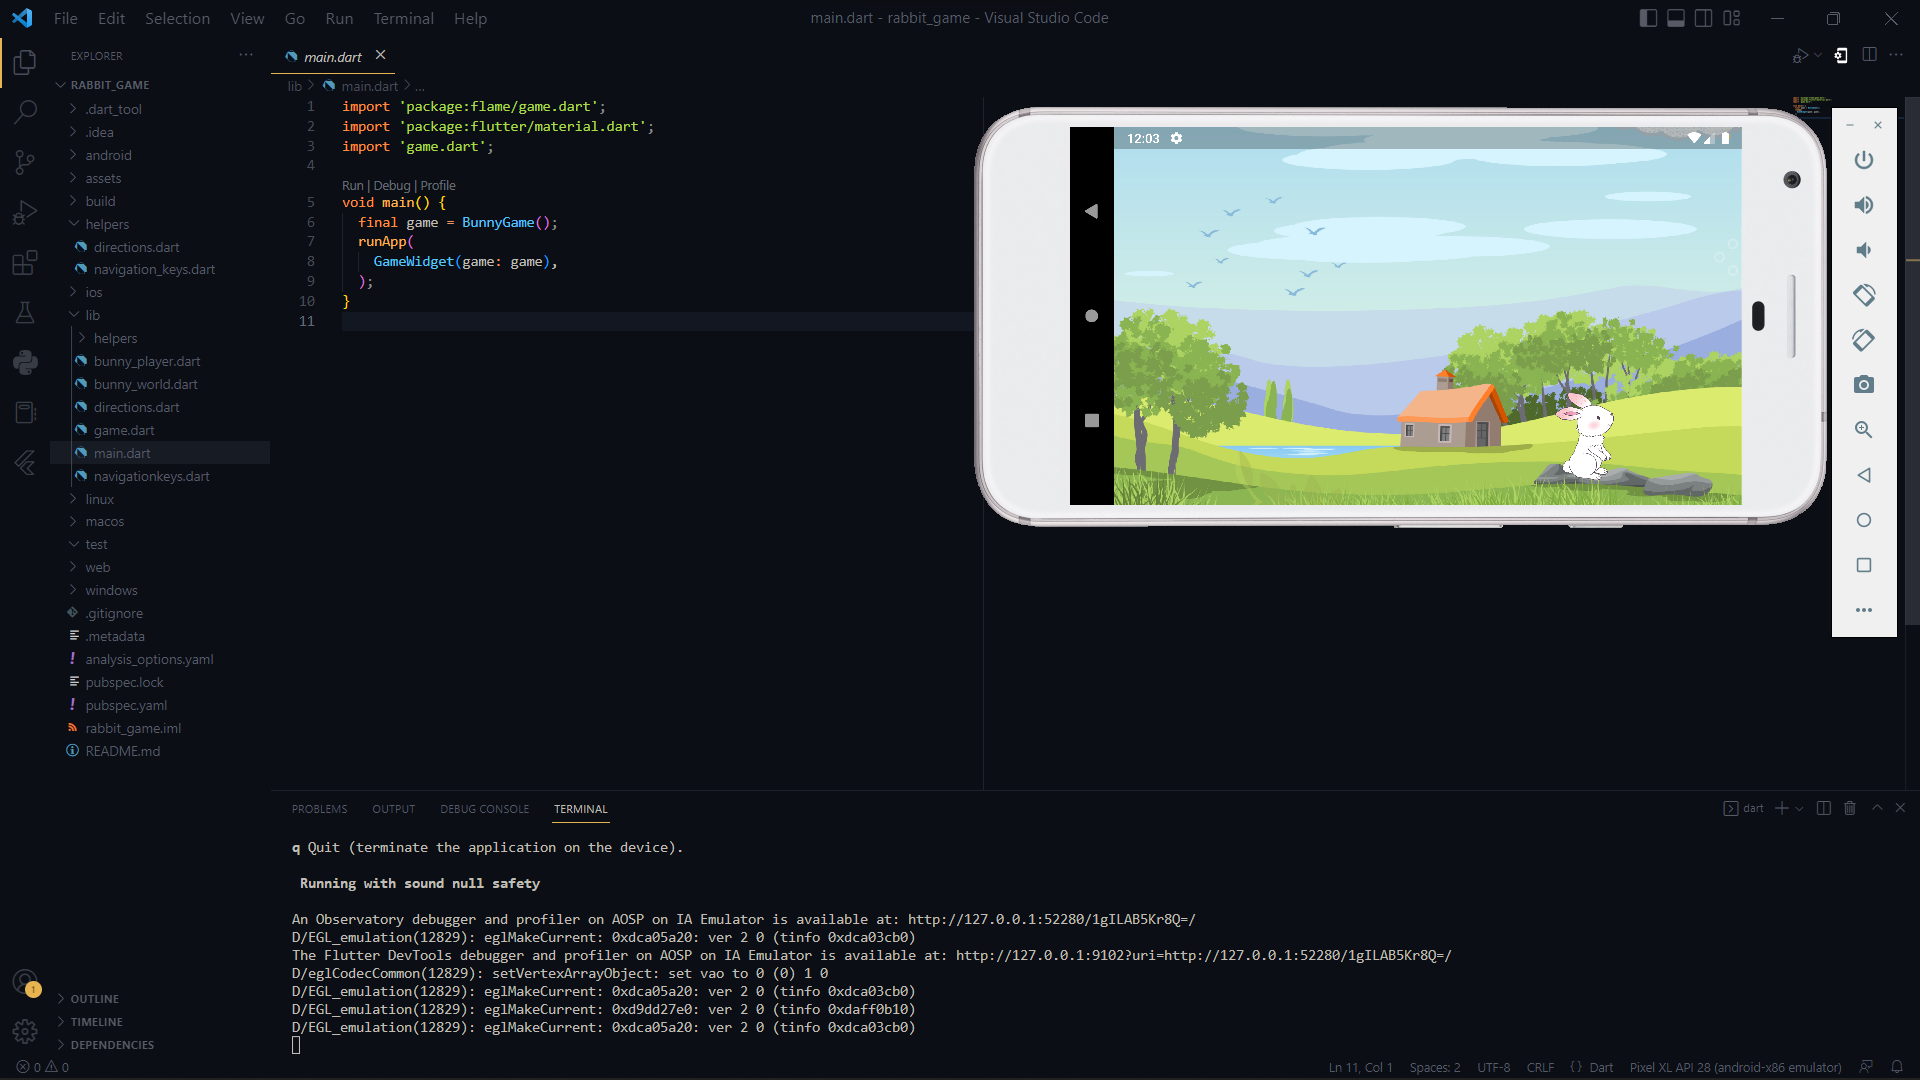 File Edit Selection View Go Run Terminal Help
main.dart - rabbit_game - Visual Studio Code
EXPLORER
RABBIT_GAME
.dart_tool
.idea
android
assets
build
helpers
directions.dart
navigation_keys.dart
ios
lib
helpers
bunny_player.dart
bunny_world.dart
directions.dart
game.dart
main.dart
navigationkeys.dart
linux
macos
test
web
windows
.gitignore
.metadata
analysis_options.yaml
pubspec.lock
pubspec.yaml
rabbit_game.iml
README.md
OUTLINE
TIMELINE
DEPENDENCIES
1
main.dart
lib > main.dart > ...
1 import 'package:flame/game.dart';
2 import 'package:flutter/material.dart';
3 import 'game.dart';
4
Run | Debug | Profile
5 void main() {
6 final game = BunnyGame();
7 runApp(
8 GameWidget(game: game),
9 );
10 }
11
12:03
PROBLEMS OUTPUT DEBUG CONSOLE TERMINAL
dart
q Quit (terminate the application on the device).
Running with sound null safety
An Observatory debugger and profiler on AOSP on IA Emulator is available at: http://127.0.0.1:52280/1gILAB5Kr8Q=/
D/EGL_emulation(12829): eglMakeCurrent: 0xdca05a20: ver 2 0 (tinfo 0xdca03cb0)
The Flutter DevTools debugger and profiler on AOSP on IA Emulator is available at: http://127.0.0.1:9102?uri=http://127.0.0.1:52280/1gILAB5Kr8Q=/
D/eglCodecCommon(12829): setVertexArrayObject: set vao to 0 (0) 1 0
D/EGL_emulation(12829): eglMakeCurrent: 0xdca05a20: ver 2 0 (tinfo 0xdca03cb0)
D/EGL_emulation(12829): eglMakeCurrent: 0xd9dd27e0: ver 2 0 (tinfo 0xdaff0b10)
D/EGL_emulation(12829): eglMakeCurrent: 0xdca05a20: ver 2 0 (tinfo 0xdca03cb0)
0 0
Ln 11, Col 1 Spaces: 2 UTF-8 CRLF {} Dart Pixel XL API 28 (android-x86 emulator)